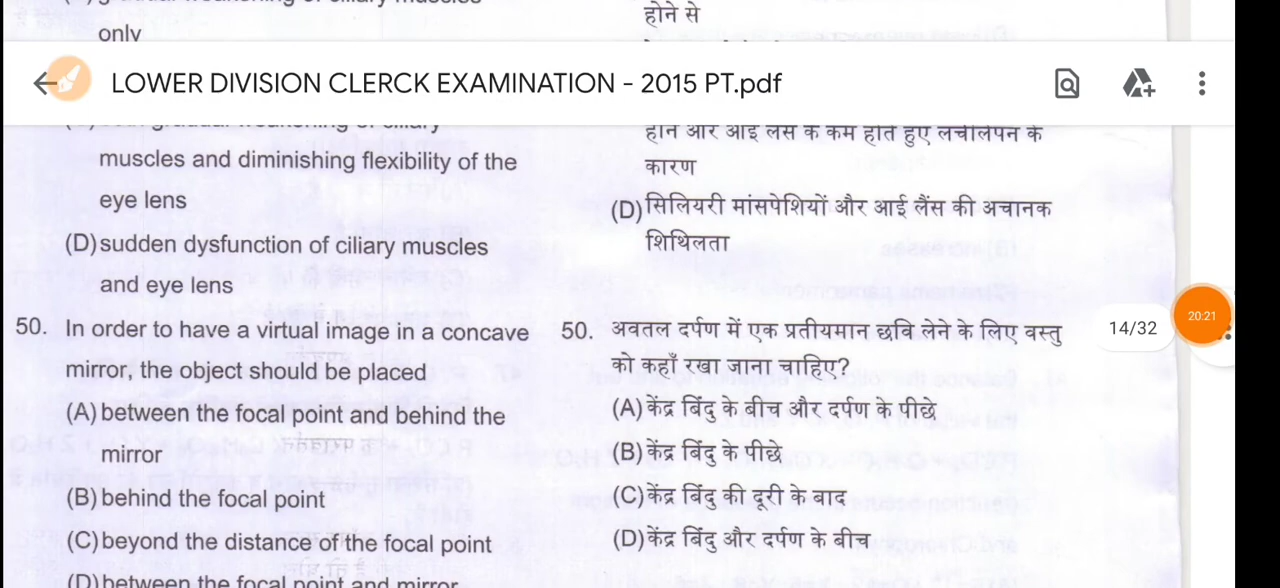 only
होने से
LOWER DIVISION CLERCK EXAMINATION - 2015 PT.pdf
muscles and diminishing flexibility of the
eye lens
(D) sudden dysfunction of ciliary muscles
and eye lens
होने और आई लेंस के कम होते हुए लचीलेपन के
कारण
(D) सिलियरी मांसपेशियों और आई लैंस की अचानक
शिथिलता
14/32
20:21
50. In order to have a virtual image in a concave
mirror, the object should be placed
(A) between the focal point and behind the
mirror
(B) behind the focal point
(C) beyond the distance of the focal point
(D) between the focal point and mirror
50. अवतल दर्पण में एक प्रतीयमान छवि लेने के लिए वस्तु
को कहाँ रखा जाना चाहिए?
(A) केंद्र बिंदु के बीच और दर्पण के पीछे
(B) केंद्र बिंदु के पीछे
(C) केंद्र बिंदु की दूरी के बाद
(D) केंद्र बिंदु और दर्पण के बीच